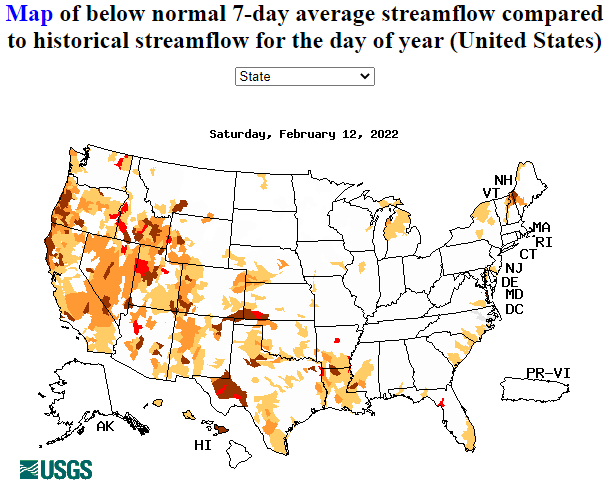 Map of below normal 7-day average streamflow compared
to historical streamflow for the day of year (United States)
State
Saturday, February 12, 2022
NH
VT
MA
RI
CT
NJ
DE
MD
DC
PR-VI
AK
HI
USGS